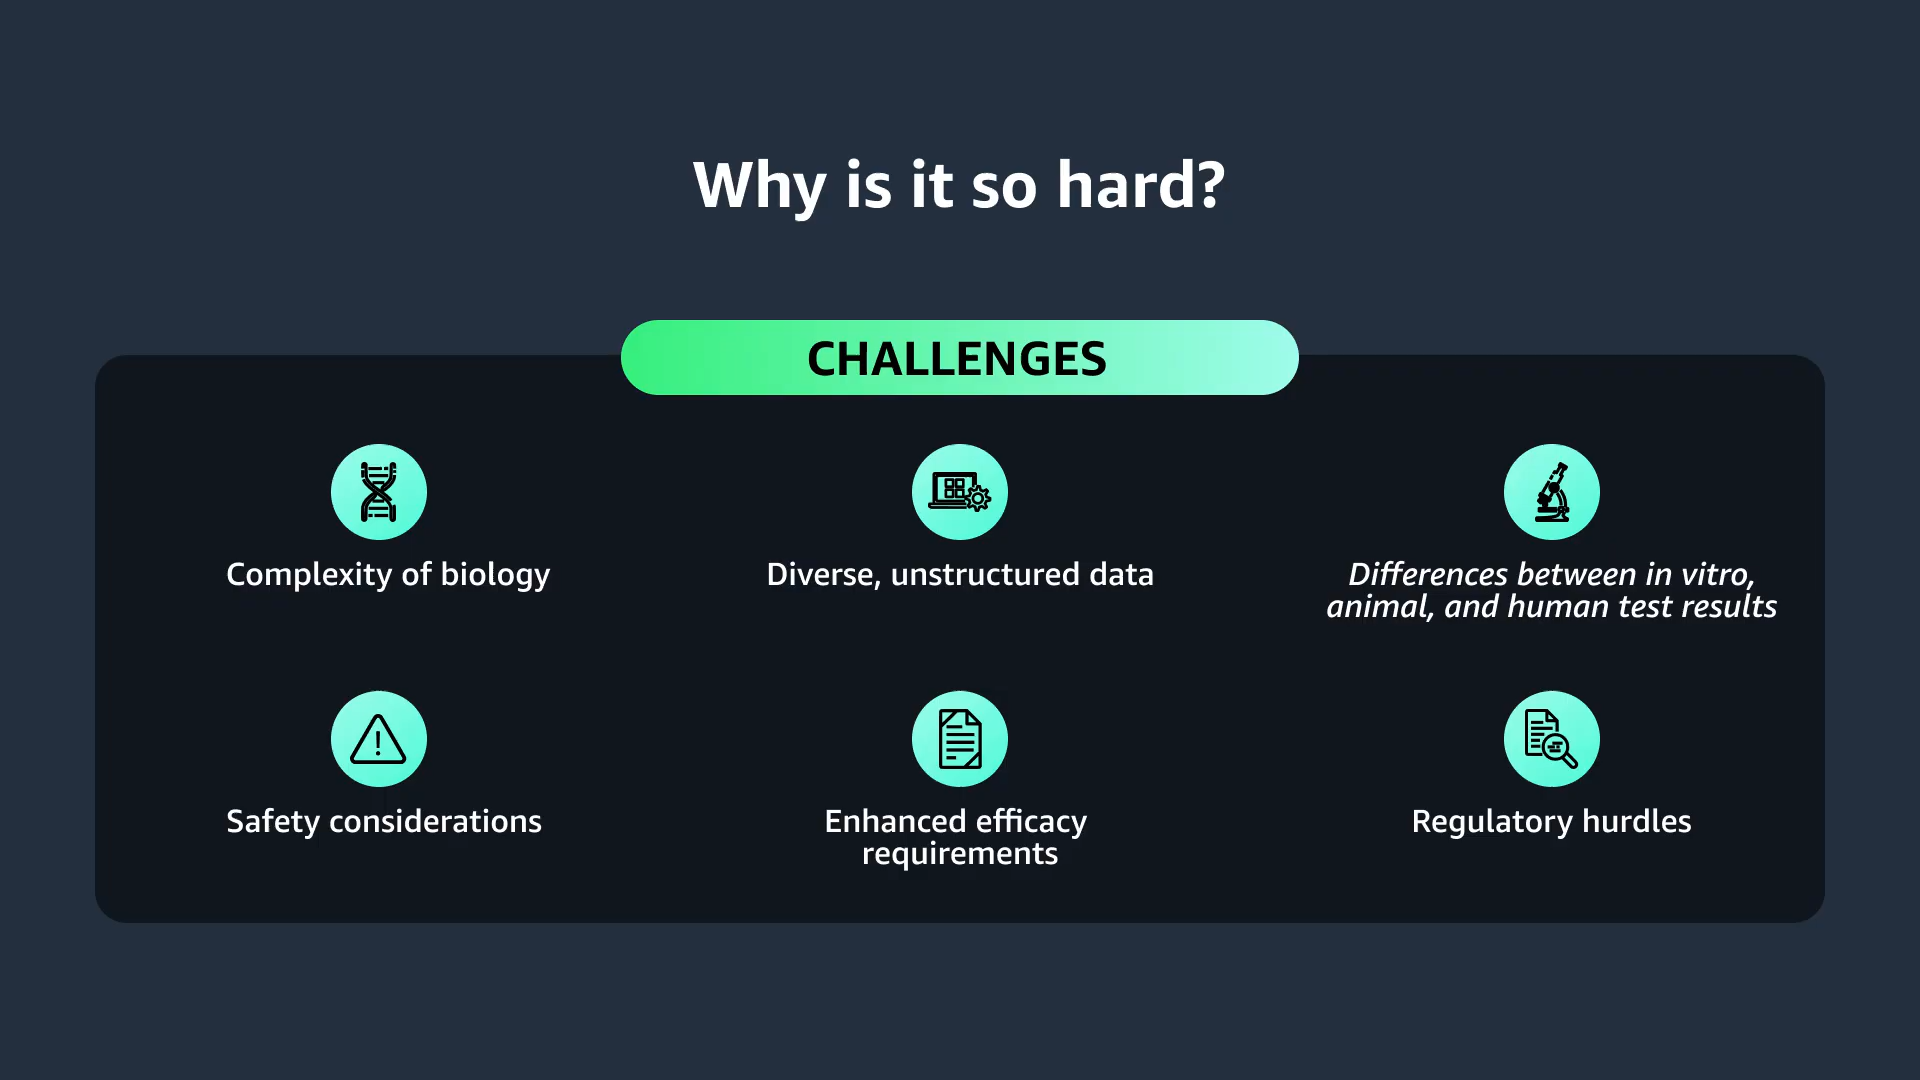 Why is it so hard?
CHALLENGES
Complexity of biology
Diverse, unstructured data
Differences between in vitro,
animal, and human test results
Safety considerations
Enhanced efficacy
requirements
Regulatory hurdles